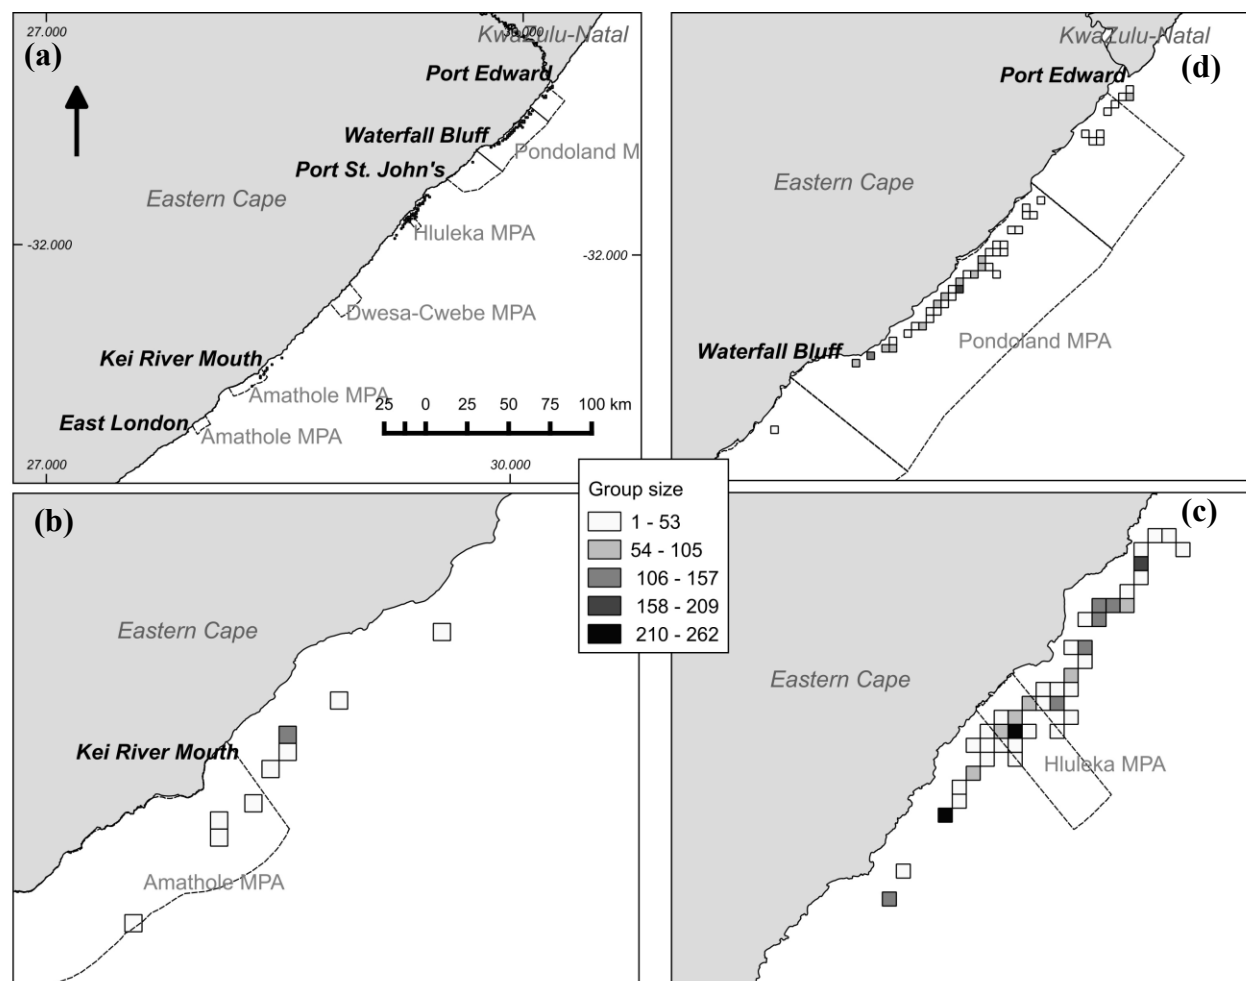 27.000
30.000
KwaZulu-Natal
(a)
Port Edward
Waterfall Bluff
Pondoland M
Port St. John's
Eastern Cape
Hluleka MPA
-32.000
Dwesa-Cwebe MPA
Kei River Mouth
Amathole MPA
25 0 25 50 75 100 km
East London
Amathole MPA
27.000
30.000
KwaZulu-Natal
(d)
Port Edward
Eastern Cape
-32.000
Pondoland MPA
Waterfall Bluff
Group size
1 - 53
54 - 105
106 - 157
158 - 209
210 - 262
(b)
Eastern Cape
Kei River Mouth
Amathole MPA
(c)
Eastern Cape
Hluleka MPA